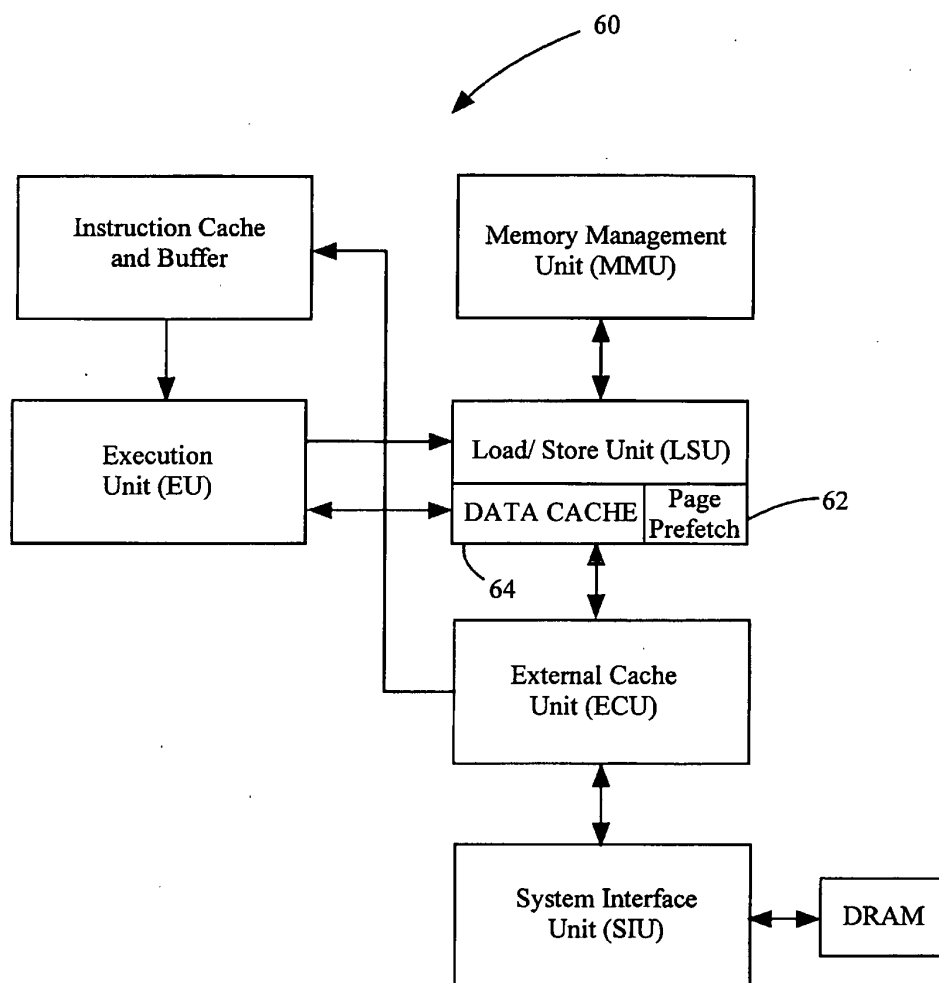 60
Instruction Cache
and Buffer
Memory Management
Unit (MMU)
Execution
Unit (EU)
Load/ Store Unit (LSU)
DATA CACHE
Page
Prefetch
62
64
External Cache
Unit (ECU)
System Interface
Unit (SIU)
DRAM